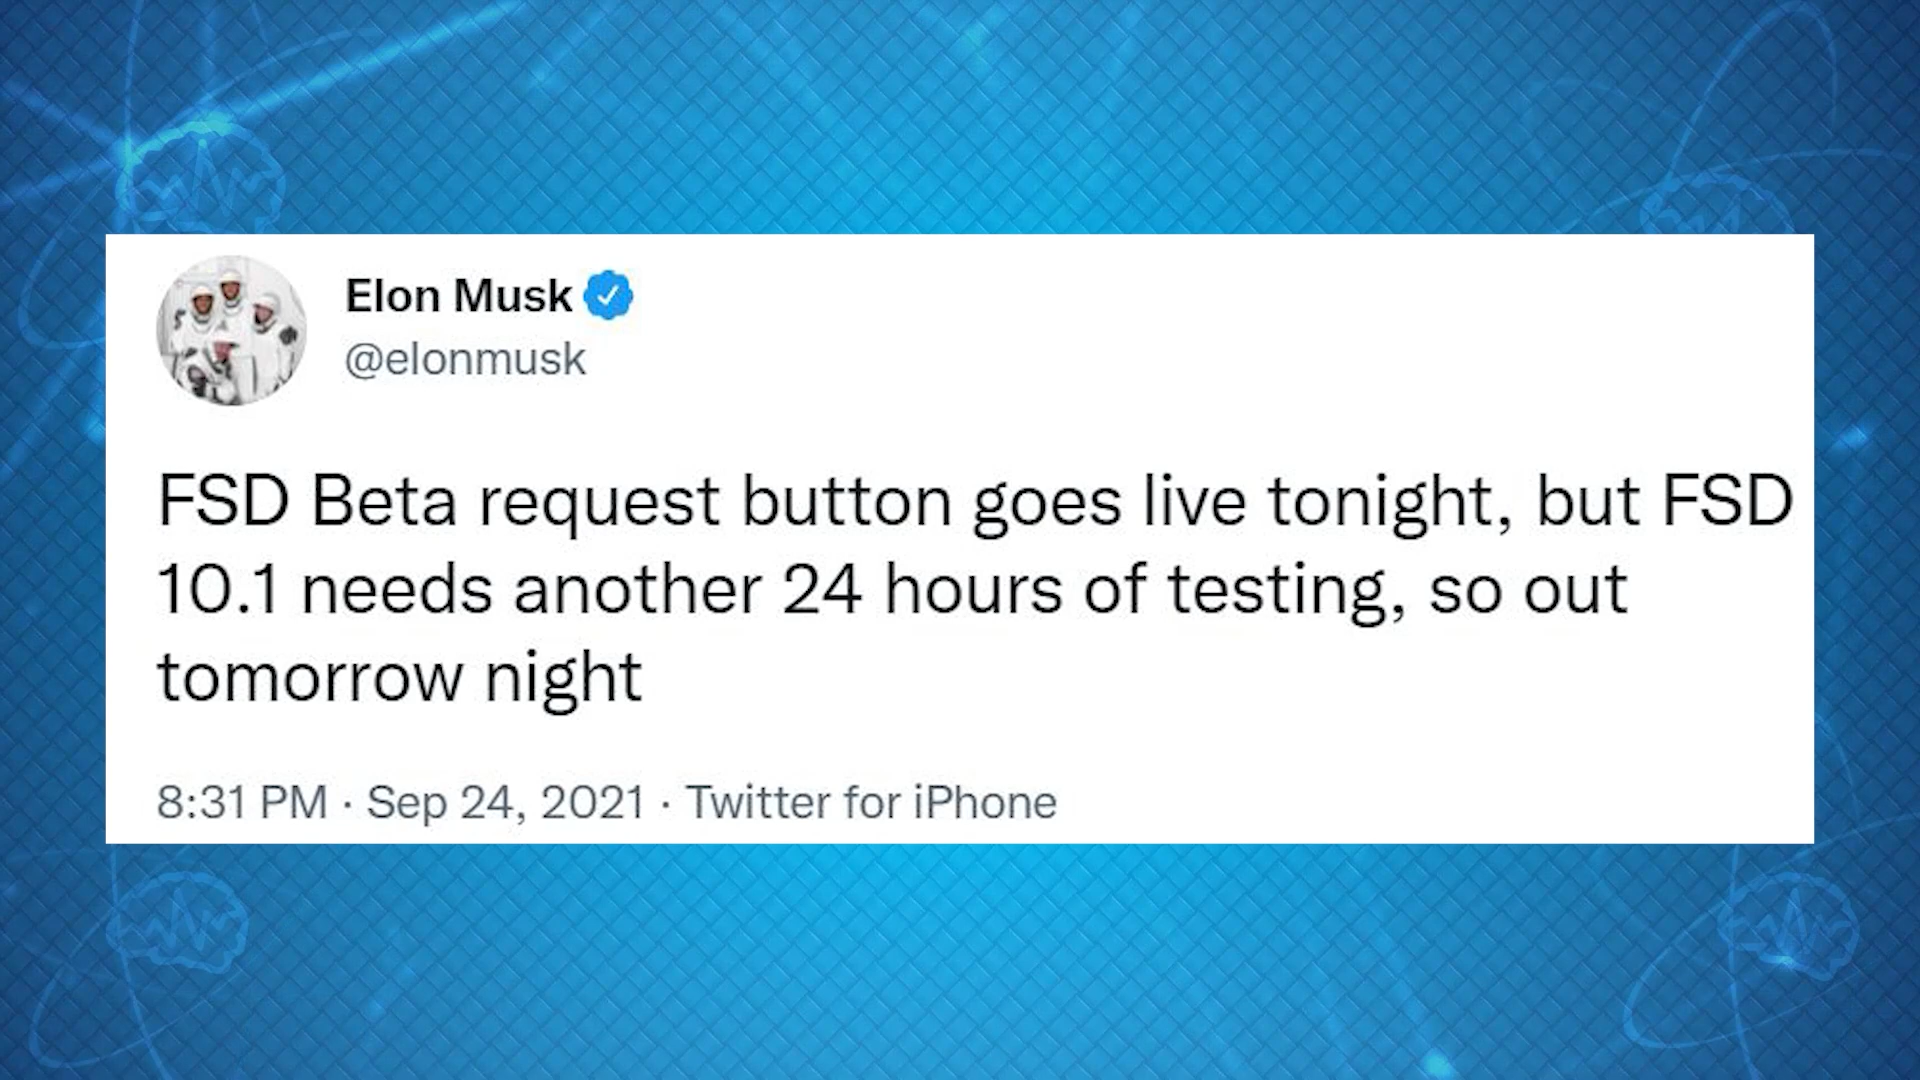 Elon Musk
@elonmusk
FSD Beta request button goes live tonight, but FSD
10.1 needs another 24 hours of testing, so out
tomorrow night
8:31 PM · Sep 24, 2021 · Twitter for iPhone